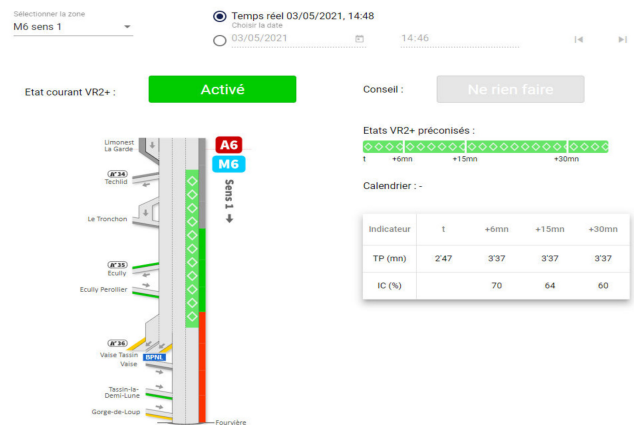 Sélectionner la zone
M6 sens 1
Temps réel 03/05/2021, 14:48
Choisir la date
03/05/2021
14:46
Etat courant VR2+ :
Activé
Conseil :
Ne rien faire
Etats VR2+ préconisés :
t +6mn +15mn +30mn
Calendrier : -
Indicateur t +6mn +15mn +30mn
TP (mn) 2'47 3'37 3'37 3'37
IC (%) 70 64 60
Limonest
La Garde
A6
M6
Sens 1
n°34
Techlid
Le Tronchon
n°35
Ecully
Ecully Perollier
n°36
Vaise Tassin
BPNL
Vaise
Tassin-la-
Demi-Lune
Gorge-de-Loup
Fourvière